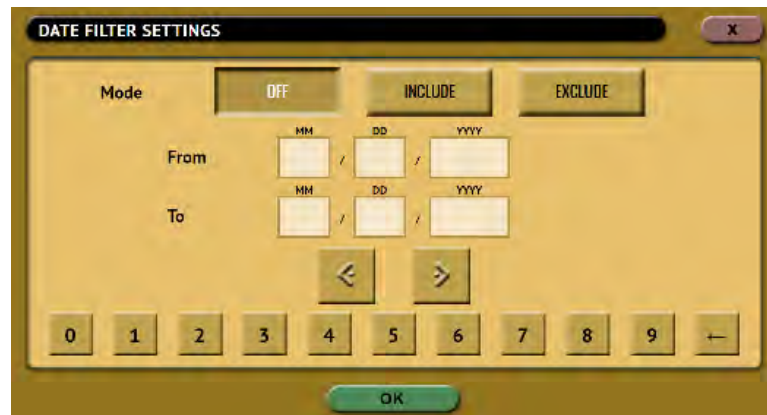 DATE FILTER SETTINGS X
Mode OFF INCLUDE EXCLUDE
MM DD YYYY
From / /
MM DD YYYY
To / /
< >
0 1 2 3 4 5 6 7 8 9 ←
OK